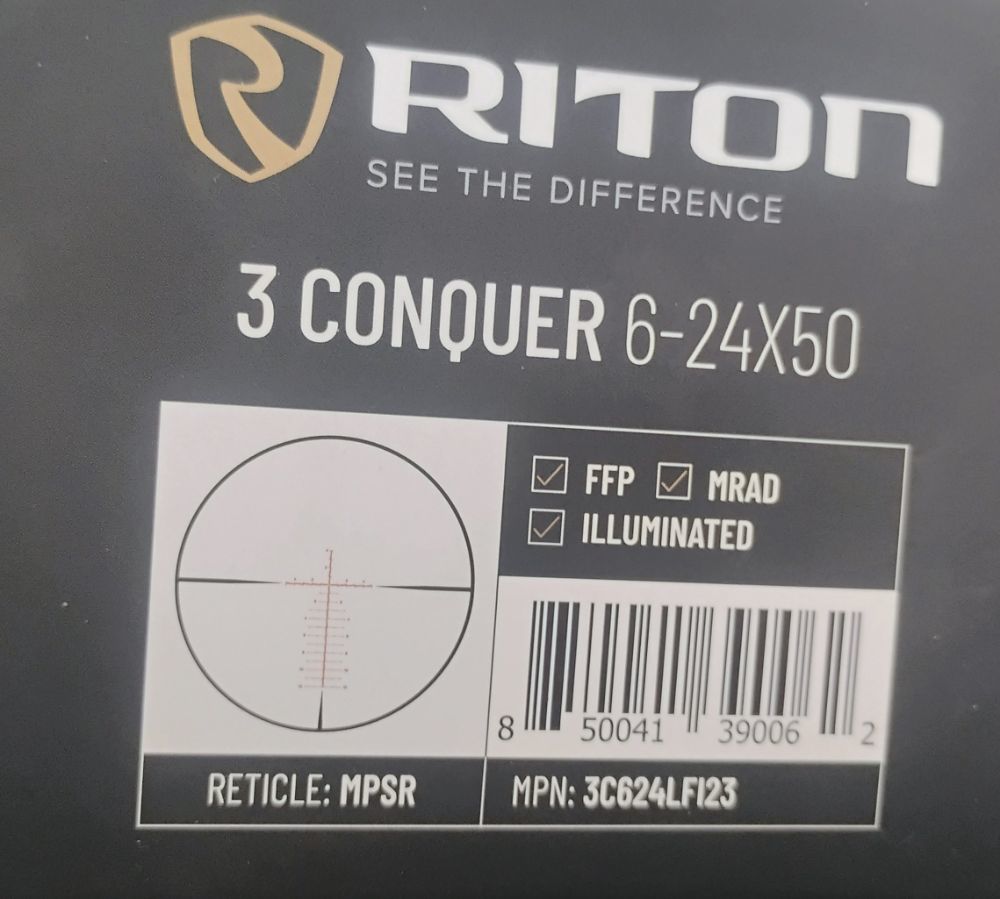 RITON
SEE THE DIFFERENCE
3 CONQUER 6-24X50
FFP MRAD
ILLUMINATED
8 50041 39006 2
RETICLE: MPSR
MPN: 3C624LFI23